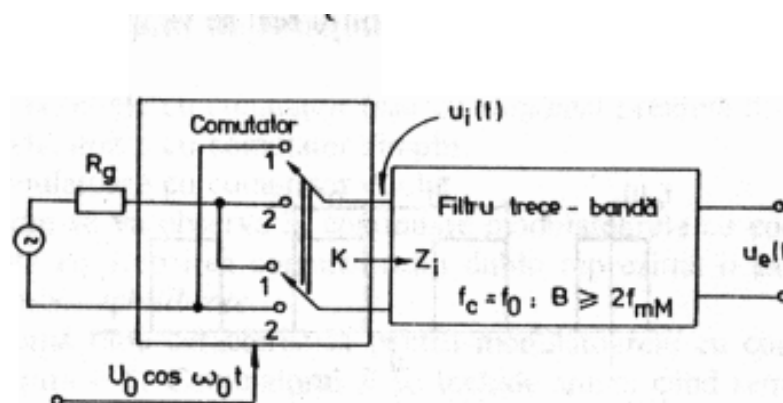 Comutator
u_i(t)
R_g
1
2
Filtru trece - bandă
K
Z_i
u_e(t
1
f_c = f_0 ; B ⩾ 2f_mM
2
U_0 cos ω_0 t